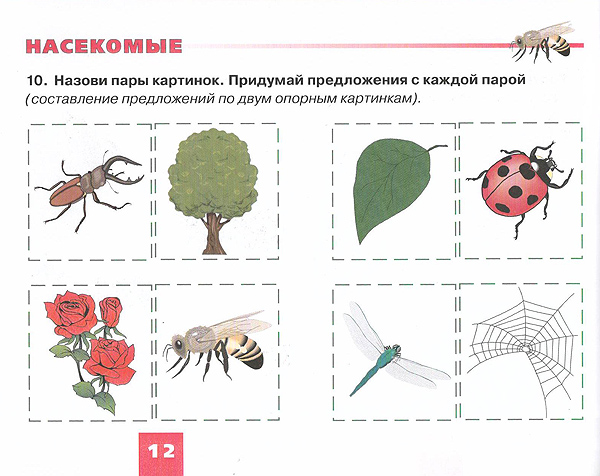 НАСЕКОМЫЕ
10. Назови пары картинок. Придумай предложения с каждой парой
(составление предложений по двум опорным картинкам).
12